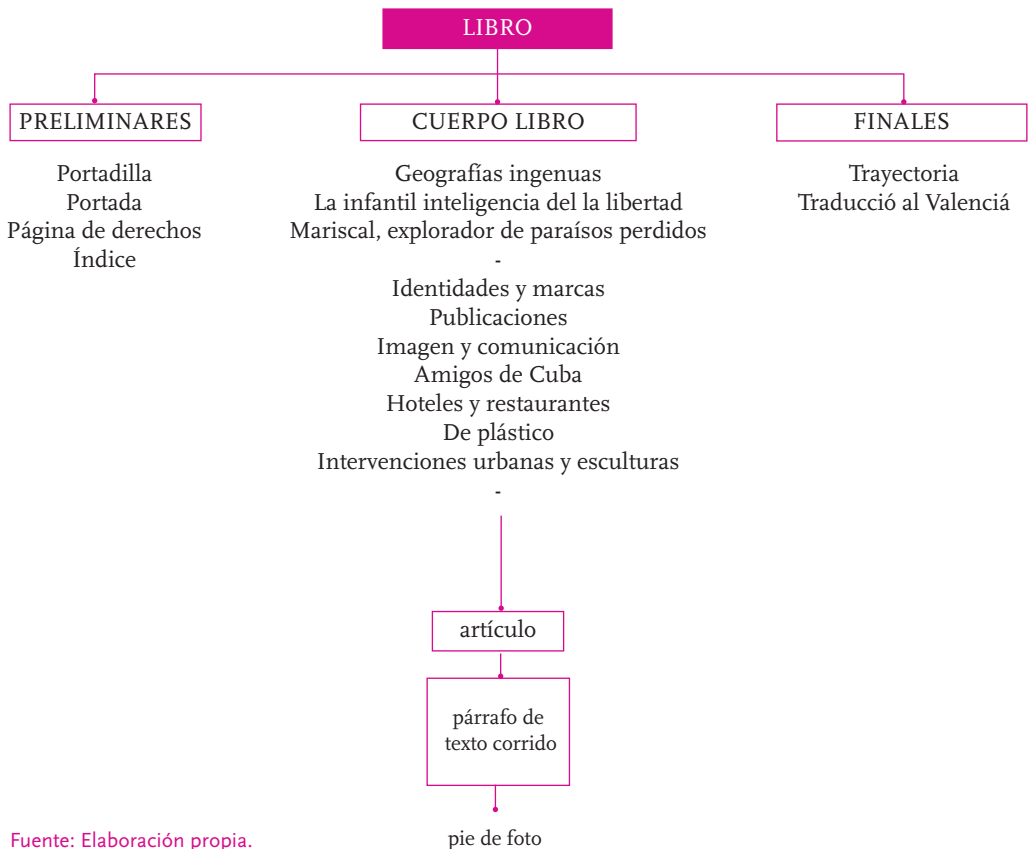 LIBRO
PRELIMINARES
Portadilla
Portada
Página de derechos
Índice
CUERPO LIBRO
Geografías ingenuas
La infantil inteligencia del la libertad
Mariscal, explorador de paraísos perdidos
-
Identidades y marcas
Publicaciones
Imagen y comunicación
Amigos de Cuba
Hoteles y restaurantes
De plástico
Intervenciones urbanas y esculturas
-
artículo
párrafo de
texto corrido
pie de foto
FINALES
Trayectoria
Traducció al Valenciá
Fuente: Elaboración propia.